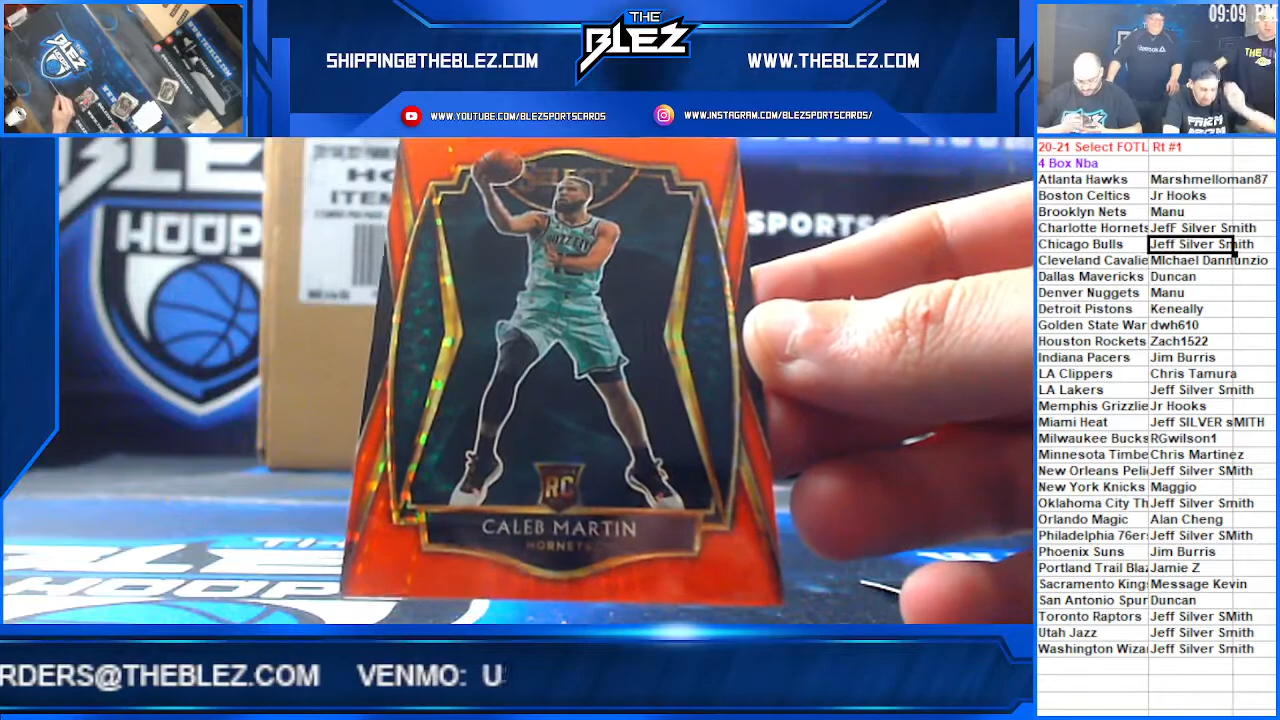 THE
BLEZ
SHIPPING@THEBLEZ.COM
WWW.THEBLEZ.COM
WWW.YOUTUBE.COM/BLEZSPORTSCARDS
WWW.INSTAGRAM.COM/BLEZSPORTSCARDS/
09:09 PM
20-21 Select FOTL Rt #1
4 Box Nba
Atlanta Hawks Marshmelloman87
Boston Celtics Jr Hooks
Brooklyn Nets Manu
Charlotte Hornets JefF Silver Smith
Chicago Bulls Jeff Silver Smith
Cleveland Cavalie MIchael Dannunzio
Dallas Mavericks Duncan
Denver Nuggets Manu
Detroit Pistons Keneally
Golden State War dwh610
Houston Rockets Zach1522
Indiana Pacers Jim Burris
LA Clippers Chris Tamura
LA Lakers Jeff Silver Smith
Memphis Grizzlie Jr Hooks
Miami Heat Jeff SILVER sMITH
Milwaukee Bucks RGwilson1
Minnesota Timbe Chris Martinez
New Orleans Peli Jeff Silver SMith
New York Knicks Maggio
Oklahoma City Th Jeff Silver Smith
Orlando Magic Alan Cheng
Philadelphia 76er Jeff Silver SMith
Phoenix Suns Jim Burris
Portland Trail Bla Jamie Z
Sacramento King Message Kevin
San Antonio Spur Duncan
Toronto Raptors Jeff Silver SMith
Utah Jazz Jeff Silver Smith
Washington Wiza Jeff Silver Smith
HOOP
SELECT
RC
CALEB MARTIN
HORNETS
RDERS@THEBLEZ.COM VENMO: U